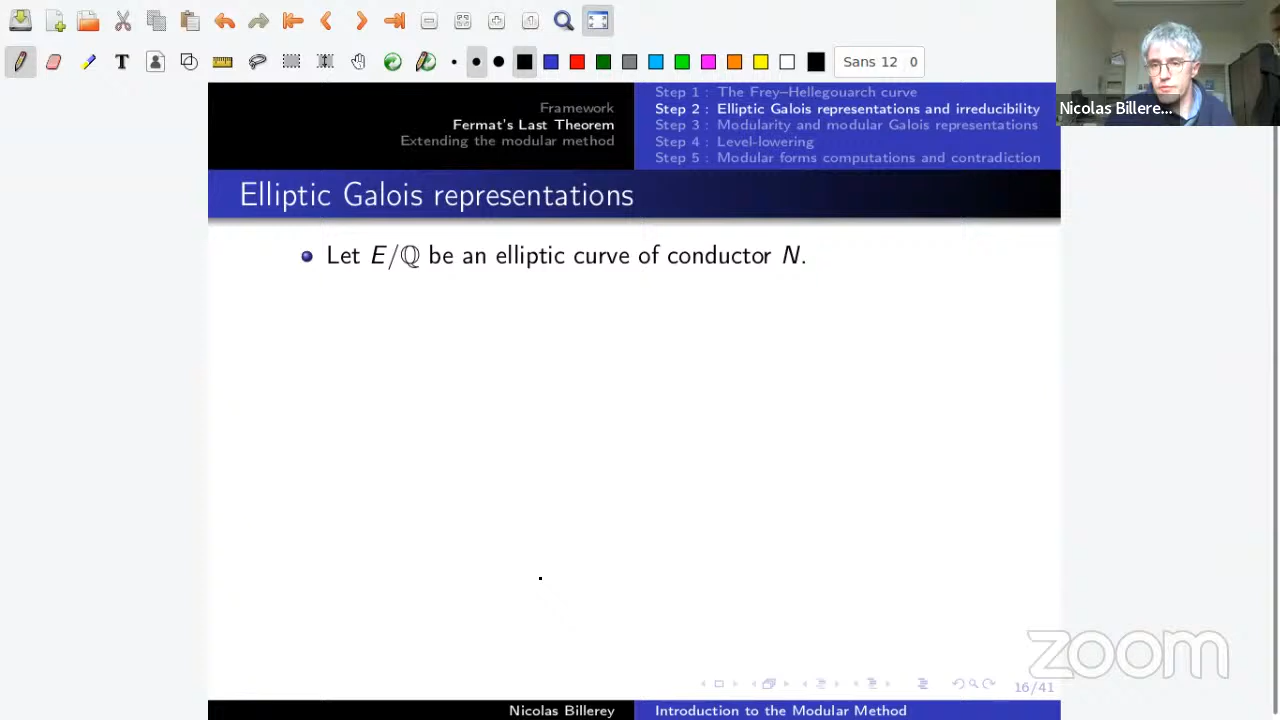 Sans 12 0
Nicolas Billere...
Framework
Fermat's Last Theorem
Extending the modular method
Step 1 : The Frey–Hellegouarch curve
Step 2 : Elliptic Galois representations and irreducibility
Step 3 : Modularity and modular Galois representations
Step 4 : Level-lowering
Step 5 : Modular forms computations and contradiction
Elliptic Galois representations
Let E/ℚ be an elliptic curve of conductor N.
zoom
16/41
Nicolas Billerey
Introduction to the Modular Method